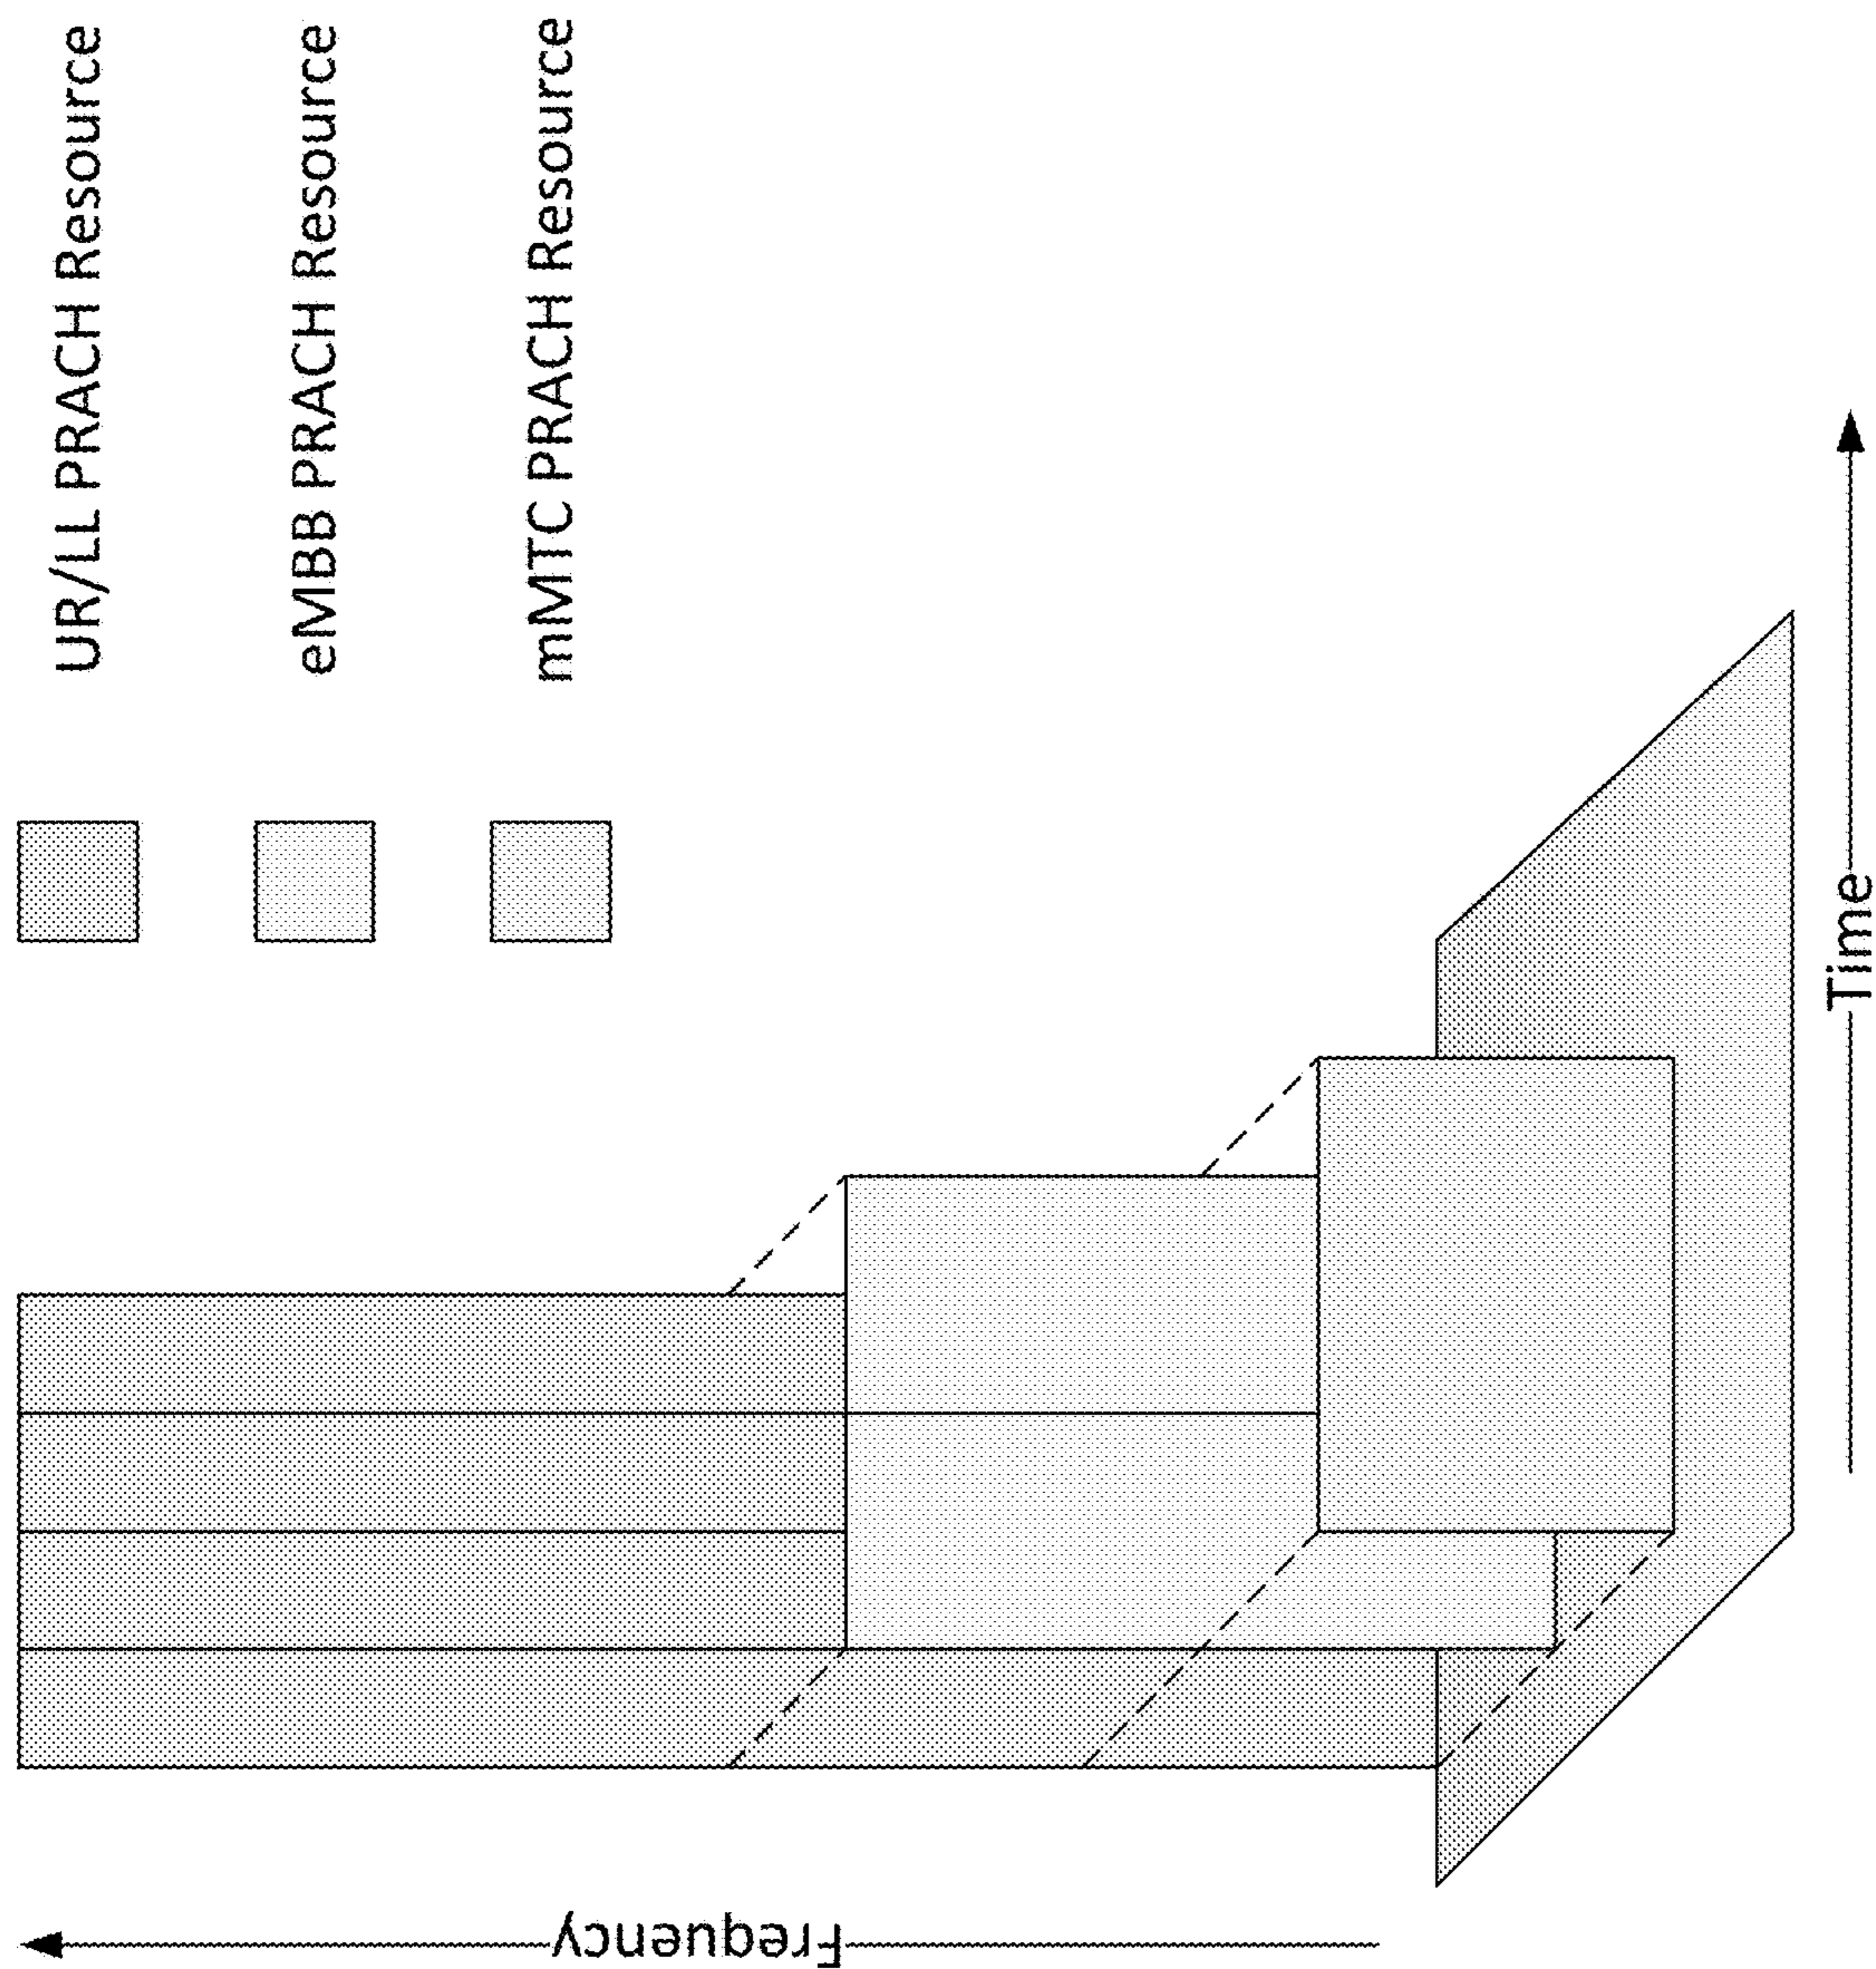 UR/LL PRACH Resource
eMBB PRACH Resource
mMTC PRACH Resource
Frequency
Time